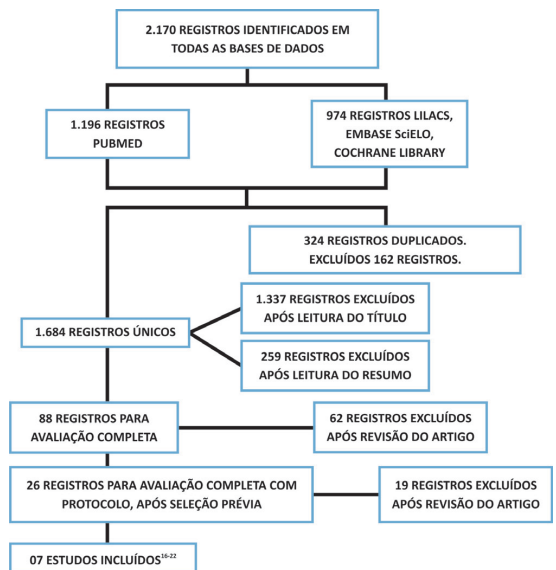 2.170 REGISTROS IDENTIFICADOS EM
TODAS AS BASES DE DADOS
1.196 REGISTROS
PUBMED
974 REGISTROS LILACS,
EMBASE SciELO,
COCHRANE LIBRARY
324 REGISTROS DUPLICADOS.
EXCLUÍDOS 162 REGISTROS.
1.684 REGISTROS ÚNICOS
1.337 REGISTROS EXCLUÍDOS
APÓS LEITURA DO TÍTULO
259 REGISTROS EXCLUÍDOS
APÓS LEITURA DO RESUMO
88 REGISTROS PARA
AVALIAÇÃO COMPLETA
62 REGISTROS EXCLUÍDOS
APÓS REVISÃO DO ARTIGO
26 REGISTROS PARA AVALIAÇÃO COMPLETA COM
PROTOCOLO, APÓS SELEÇÃO PRÉVIA
19 REGISTROS EXCLUÍDOS
APÓS REVISÃO DO ARTIGO
07 ESTUDOS INCLUÍDOS16-22